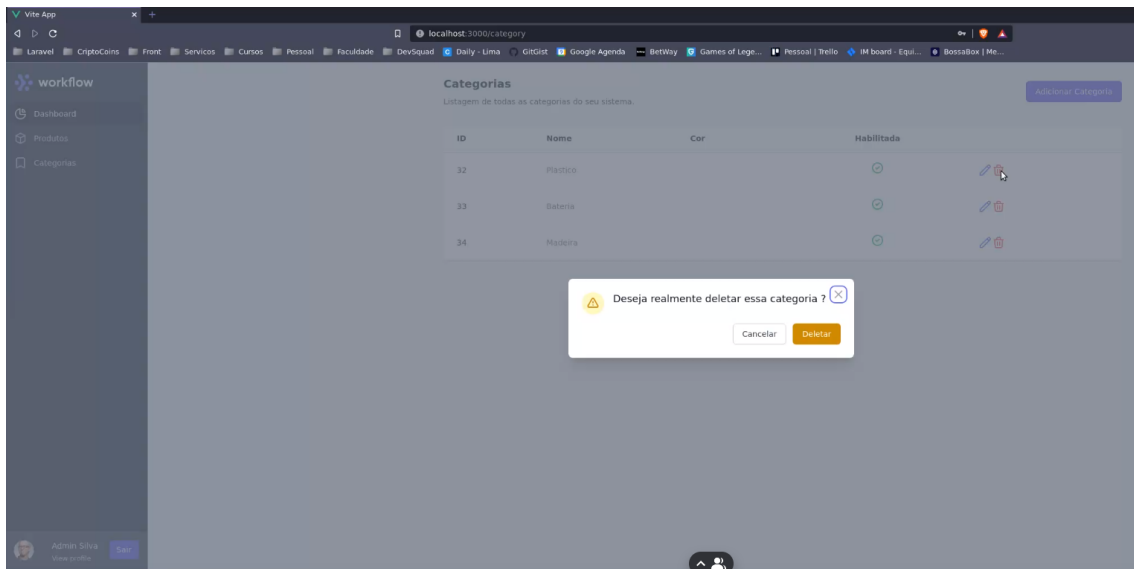 Vite App
localhost:3000/category
Laravel CriptoCoins Front Servicos Cursos Pessoal Faculdade DevSquad Daily - Lima GitGist Google Agenda BetWay Games of Lege... Pessoal | Trello IM board - Equi... BossaBox | Me...
workflow
Dashboard
Produtos
Categorias
Categorias
Listagem de todas as categorias do seu sistema.
Adicionar Categoria
ID Nome Cor Habilitada
32 Plastico
33 Bateria
34 Madeira
Deseja realmente deletar essa categoria ?
Cancelar Deletar
Admin Silva
View profile
Sair